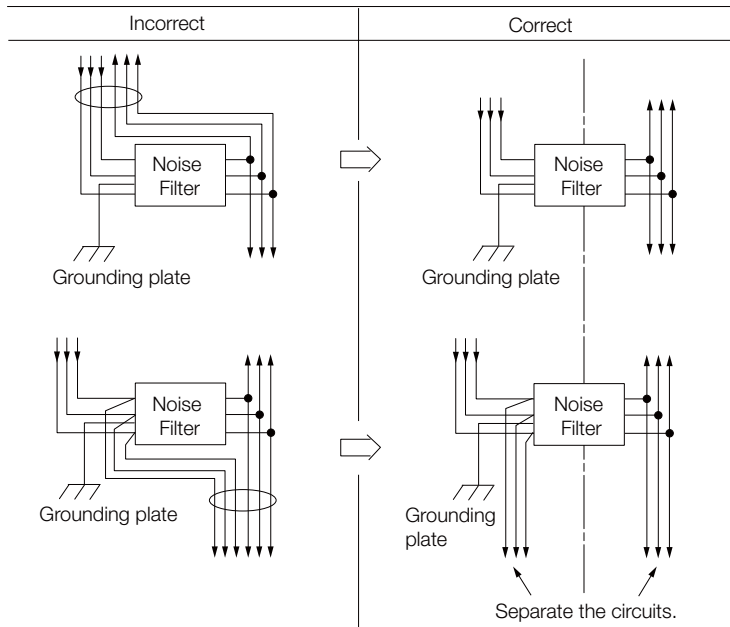 Incorrect
Correct
Noise
Filter
Grounding plate
Noise
Filter
Grounding plate
Noise
Filter
Grounding plate
Noise
Filter
Grounding
plate
Separate the circuits.